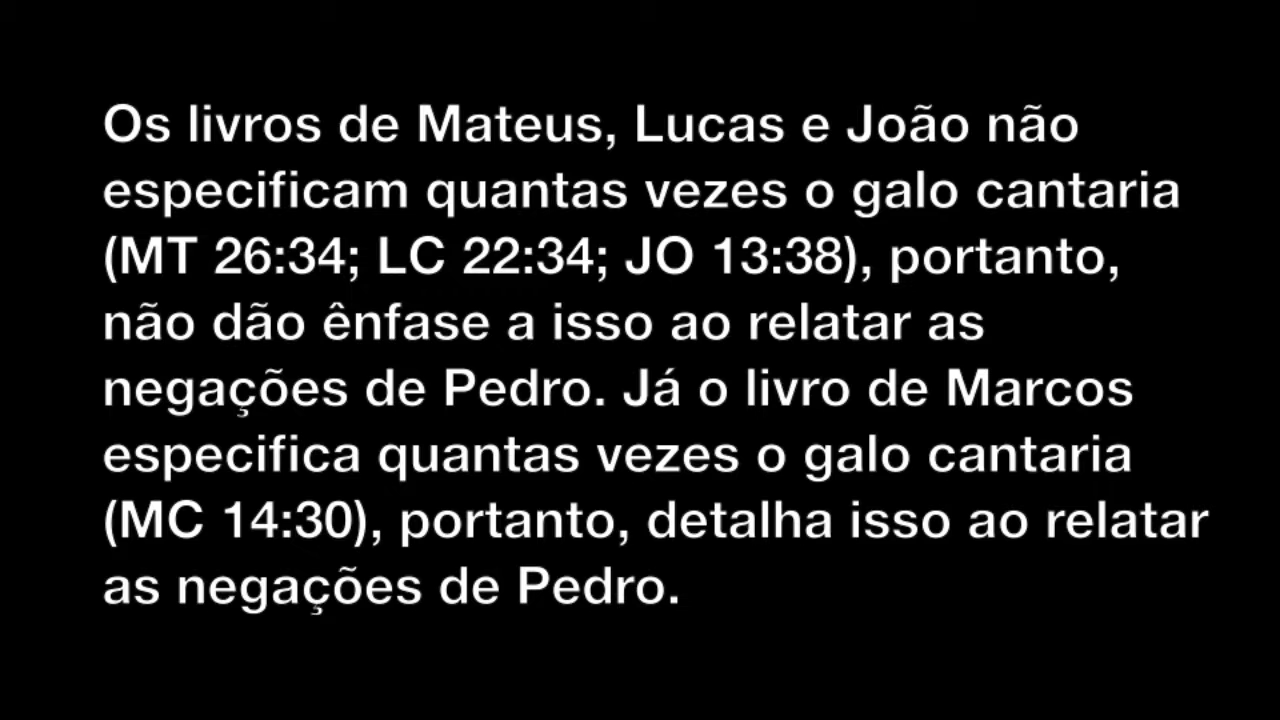 Os livros de Mateus, Lucas e João não
especificam quantas vezes o galo cantaria
(MT 26:34; LC 22:34; JO 13:38), portanto,
não dão ênfase a isso ao relatar as
negações de Pedro. Já o livro de Marcos
especifica quantas vezes o galo cantaria
(MC 14:30), portanto, detalha isso ao relatar
as negações de Pedro.